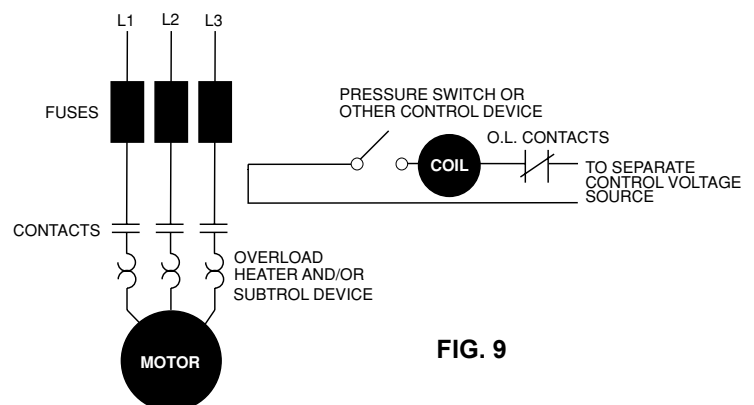 L1 L2 L3
FUSES
PRESSURE SWITCH OR
OTHER CONTROL DEVICE
O.L. CONTACTS
COIL
TO SEPARATE
CONTROL VOLTAGE
SOURCE
CONTACTS
OVERLOAD
HEATER AND/OR
SUBTROL DEVICE
MOTOR
FIG. 9